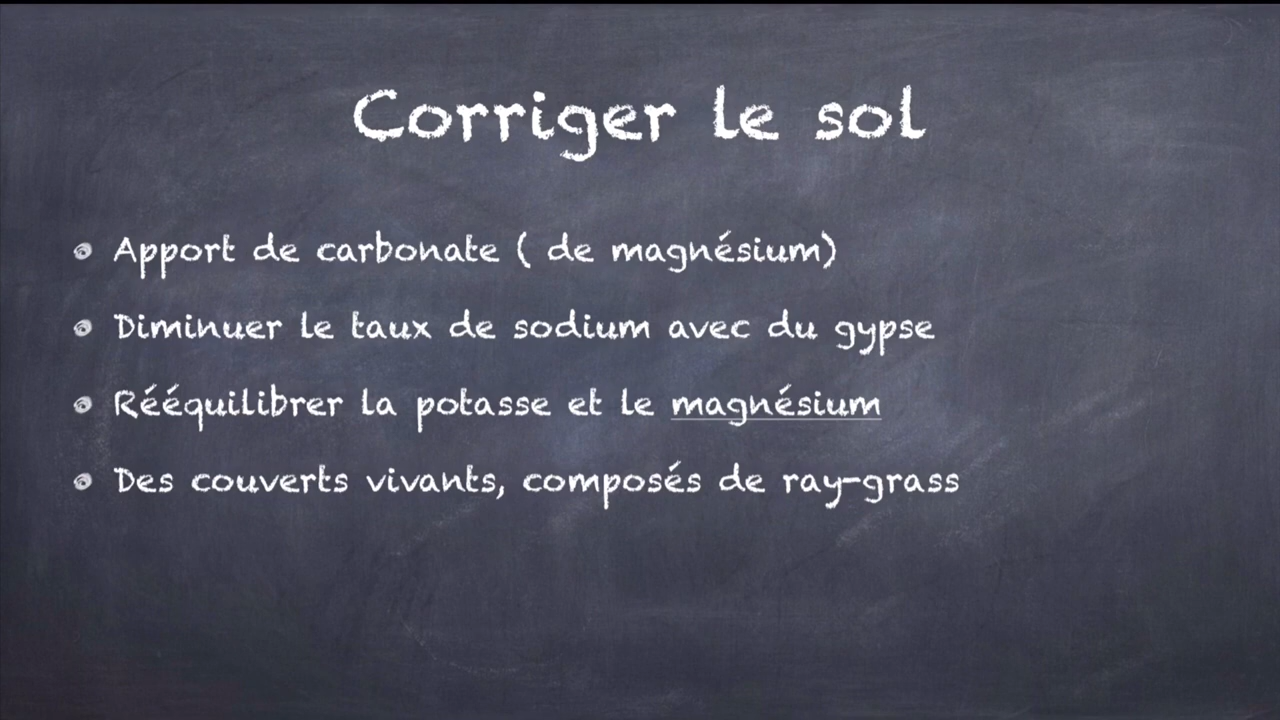 Corriger le sol
Apport de carbonate ( de magnésium)
Diminuer le taux de sodium avec du gypse
Rééquilibrer la potasse et le magnésium
Des couverts vivants, composés de ray-grass